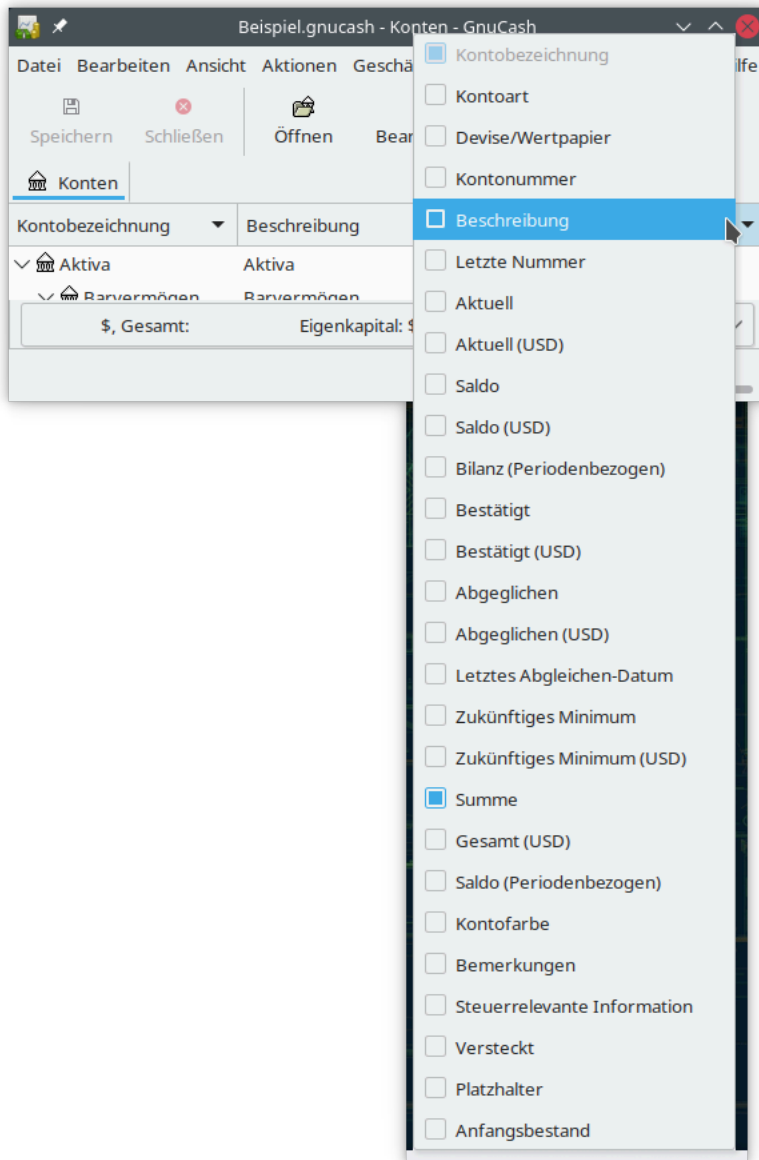 Beispiel.gnucash - Konten - GnuCash
Datei Bearbeiten Ansicht Aktionen
Speichern Schließen Öffnen
Konten
Kontobezeichnung Beschreibung
Aktiva Aktiva
Barvermögen Barvermögen
$, Gesamt: Eigenkapital: $
Kontobezeichnung
Kontoart
Devise/Wertpapier
Kontonummer
Beschreibung
Letzte Nummer
Aktuell
Aktuell (USD)
Saldo
Saldo (USD)
Bilanz (Periodenbezogen)
Bestätigt
Bestätigt (USD)
Abgeglichen
Abgeglichen (USD)
Letztes Abgleichen-Datum
Zukünftiges Minimum
Zukünftiges Minimum (USD)
Summe
Gesamt (USD)
Saldo (Periodenbezogen)
Kontofarbe
Bemerkungen
Steuerrelevante Information
Versteckt
Platzhalter
Anfangsbestand